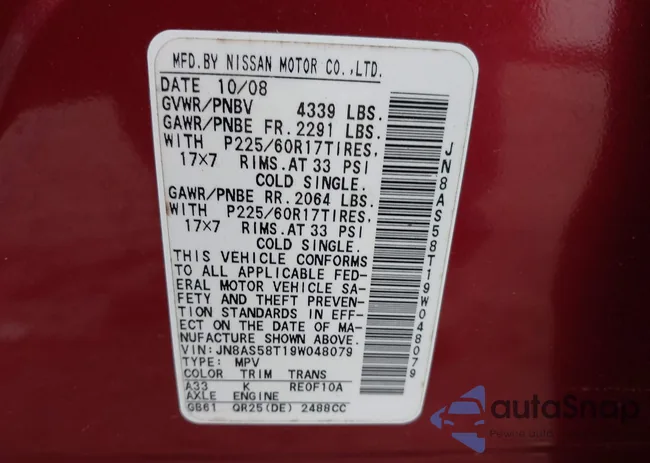 MFD.BY NISSAN MOTOR CO.,LTD.
DATE 10/08
GVWR/PNBV 4339 LBS.
GAWR/PNBE FR.2291 LBS.
WITH P225/60R17TIRES,
17x7 RIMS.AT 33 PSI
COLD SINGLE.
GAWR/PNBE RR.2064 LBS.
WITH P225/60R17TIRES,
17x7 RIMS.AT 33 PSI
COLD SINGLE.
THIS VEHICLE CONFORMS
TO ALL APPLICABLE FED-
ERAL MOTOR VEHICLE SA-
FETY AND THEFT PREVEN-
TION STANDARDS IN EFF-
ECT ON THE DATE OF MA-
NUFACTURE SHOWN ABOVE.
VIN:JN8AS58T19W048079
TYPE: MPV
COLOR TRIM TRANS
A33 K RE0F10A
AXLE ENGINE
GB61 QR25(DE) 2488CC
JN8AS58T19W048079
autoSnap